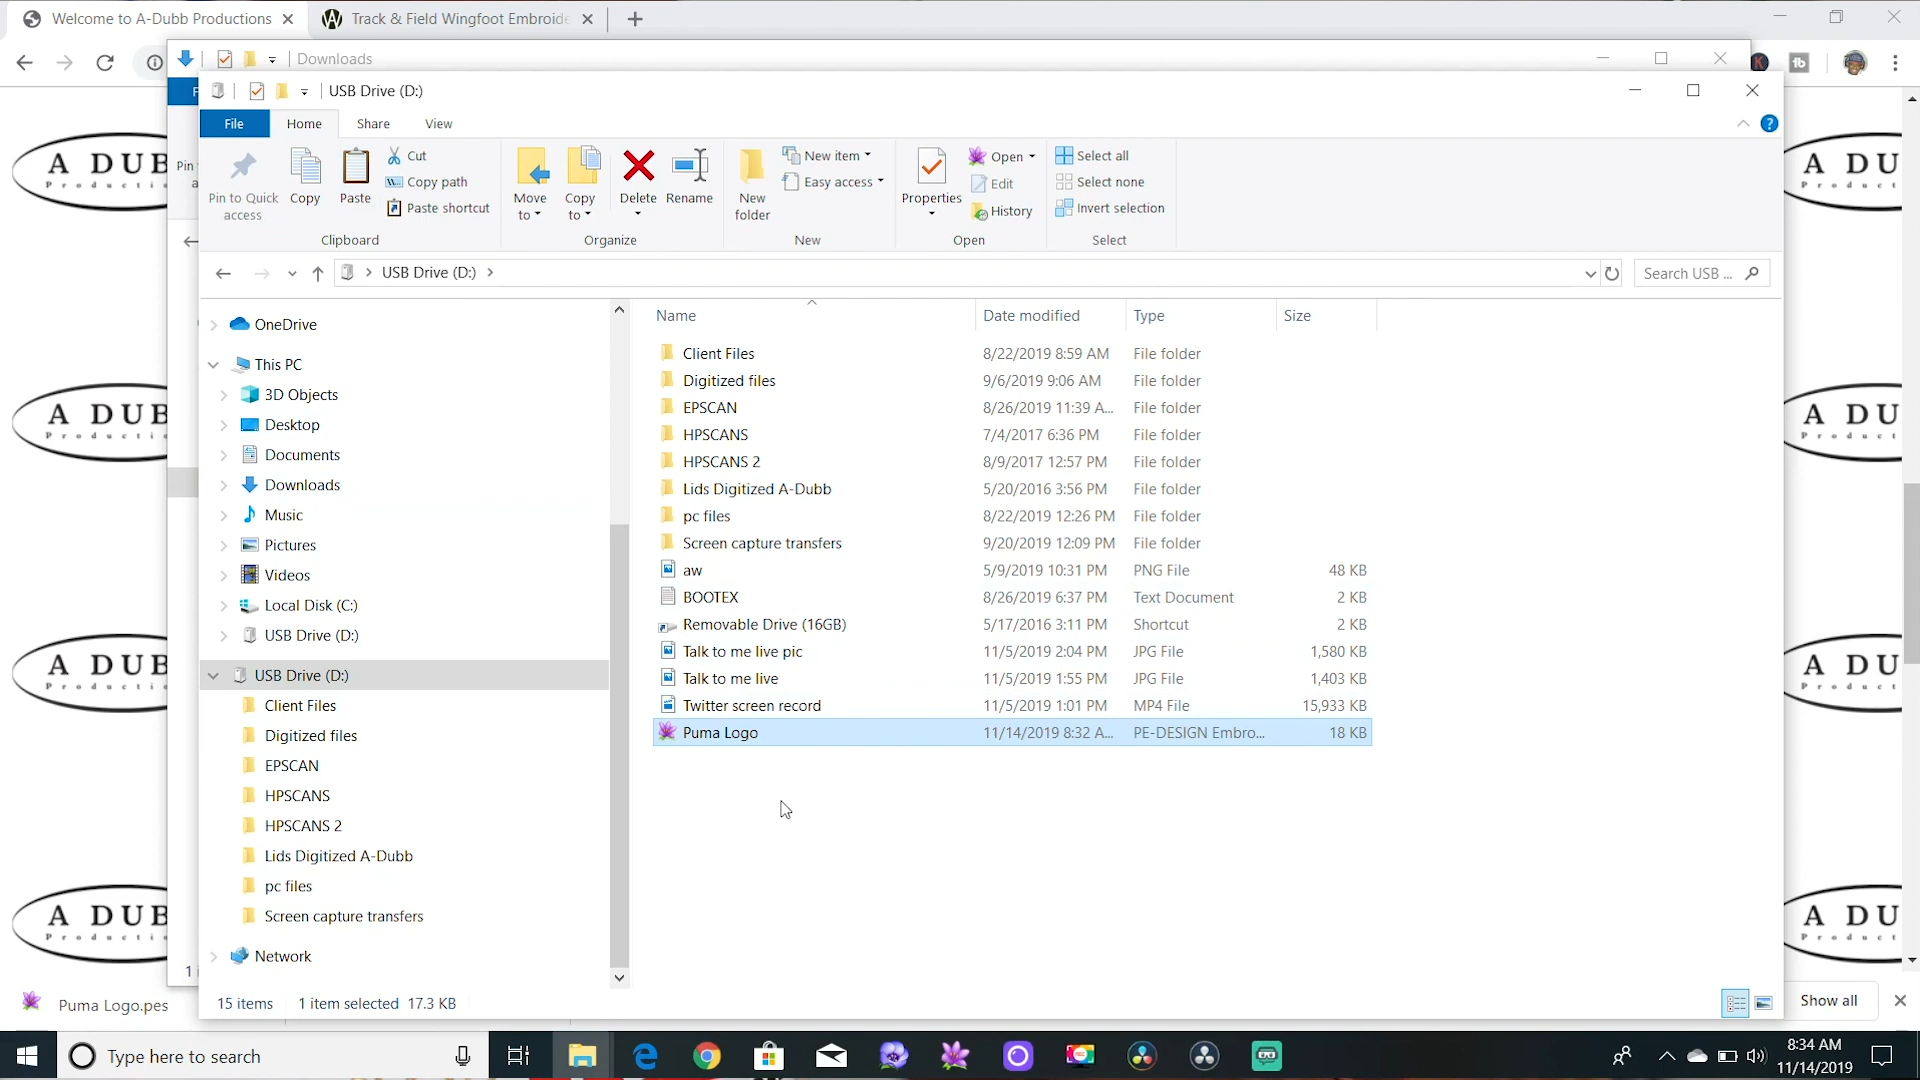 Welcome to A-Dubb Productions
Track & Field Wingfoot Embroide
Downloads
USB Drive (D:)
File Home Share View
Pin to Quick access
Copy
Paste
Cut
Copy path
Paste shortcut
Clipboard
Move to
Copy to
Delete
Rename
Organize
New folder
New item
Easy access
New
Properties
Open
Edit
History
Open
Select all
Select none
Invert selection
Select
USB Drive (D:)
Search USB ...
OneDrive
This PC
3D Objects
Desktop
Documents
Downloads
Music
Pictures
Videos
Local Disk (C:)
USB Drive (D:)
USB Drive (D:)
Client Files
Digitized files
EPSCAN
HPSCANS
HPSCANS 2
Lids Digitized A-Dubb
pc files
Screen capture transfers
Network
Name Date modified Type Size
Client Files 8/22/2019 8:59 AM File folder
Digitized files 9/6/2019 9:06 AM File folder
EPSCAN 8/26/2019 11:39 A... File folder
HPSCANS 7/4/2017 6:36 PM File folder
HPSCANS 2 8/9/2017 12:57 PM File folder
Lids Digitized A-Dubb 5/20/2016 3:56 PM File folder
pc files 8/22/2019 12:26 PM File folder
Screen capture transfers 9/20/2019 12:09 PM File folder
aw 5/9/2019 10:31 PM PNG File 48 KB
BOOTEX 8/26/2019 6:37 PM Text Document 2 KB
Removable Drive (16GB) 5/17/2016 3:11 PM Shortcut 2 KB
Talk to me live pic 11/5/2019 2:04 PM JPG File 1,580 KB
Talk to me live 11/5/2019 1:55 PM JPG File 1,403 KB
Twitter screen record 11/5/2019 1:01 PM MP4 File 15,933 KB
Puma Logo 11/14/2019 8:32 A... PE-DESIGN Embro... 18 KB
15 items 1 item selected 17.3 KB
A DUB
A DU
A DUB
A DU
A DUB
A DU
A DUB
A DU
Puma Logo.pes
Show all
Type here to search
8:34 AM
11/14/2019